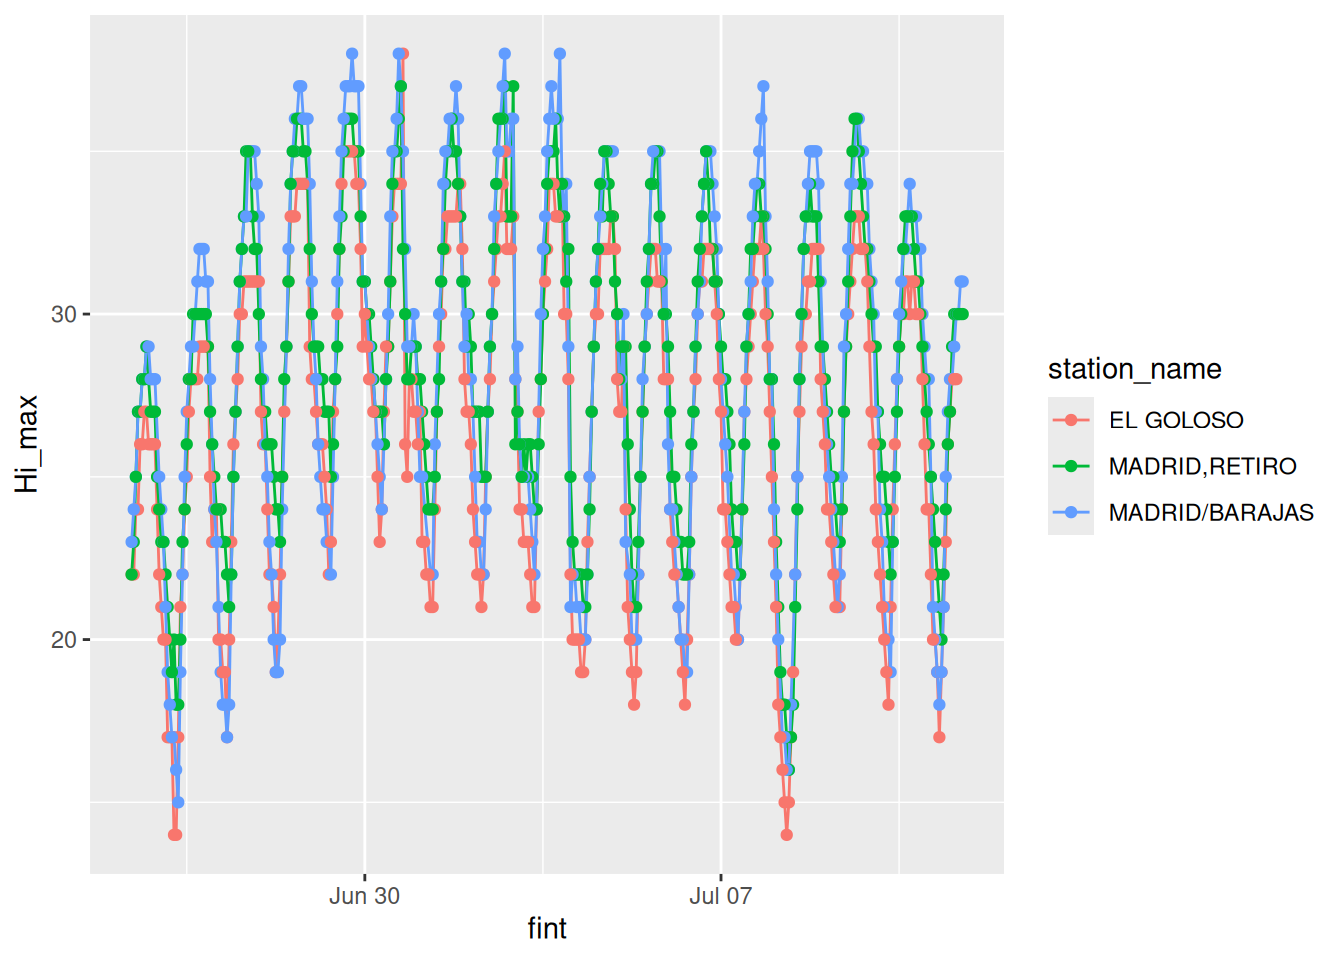 30
20
Hi_max
Jun 30
Jul 07
fint
station_name
EL GOLOSO
MADRID,RETIRO
MADRID/BARAJAS